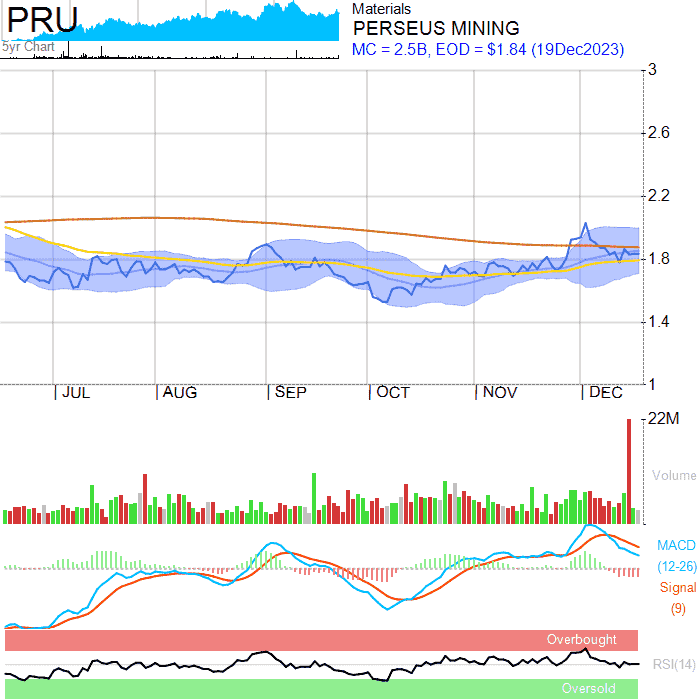 PRU
5yr Chart
Materials
PERSEUS MINING
MC = 2.5B, EOD = $1.84 (19Dec2023)
3
2.6
2.2
1.8
1.4
1
JUL AUG SEP OCT NOV DEC
22M
Volume
MACD
(12-26)
Signal
(9)
Overbought
RSI(14)
Oversold